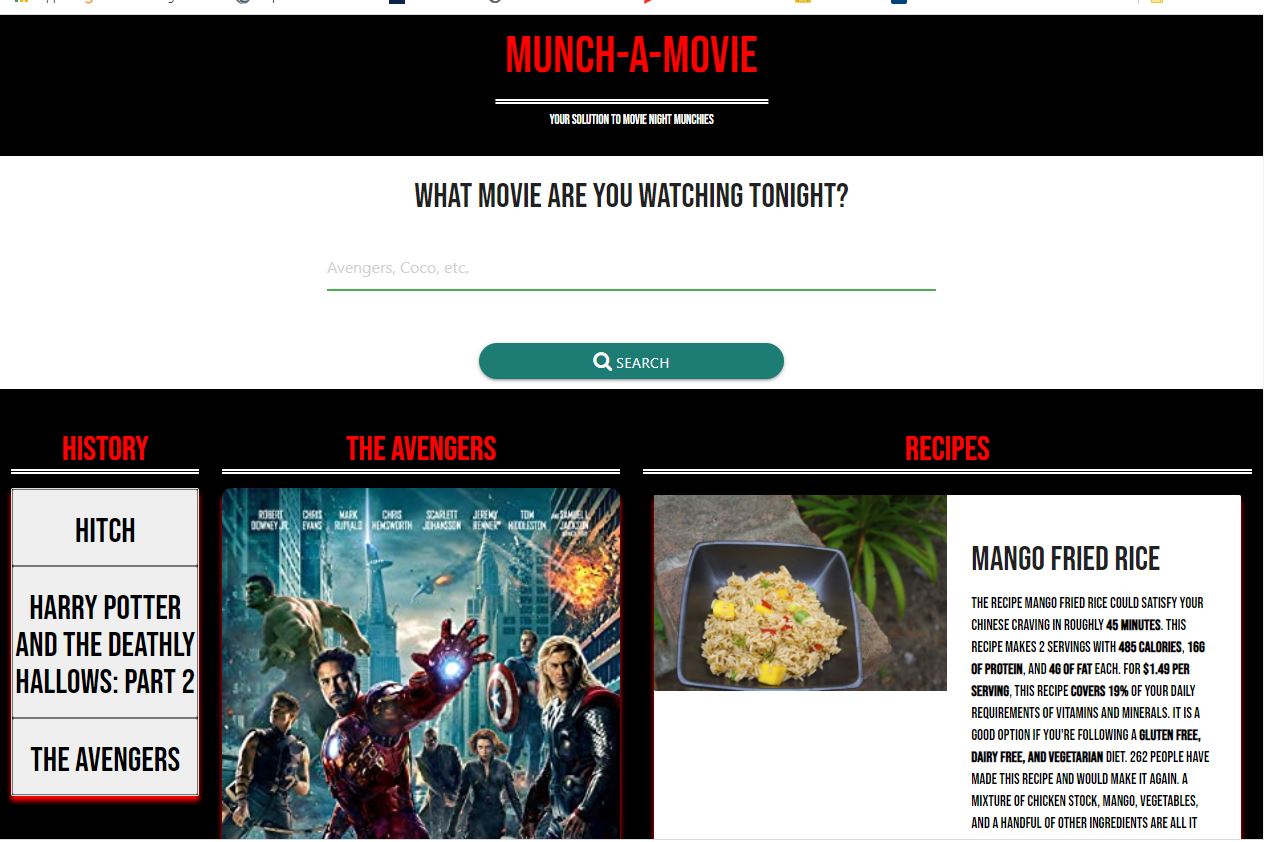 MUNCH-A-MOVIE
YOUR SOLUTION TO MOVIE NIGHT MUNCHIES
WHAT MOVIE ARE YOU WATCHING TONIGHT?
Avengers, Coco, etc.
SEARCH
HISTORY
HITCH
HARRY POTTER
AND THE DEATHLY
HALLOWS: PART 2
THE AVENGERS
THE AVENGERS
ROBERT DOWNEY JR. CHRIS EVANS MARK RUFFALO CHRIS HEMSWORTH SCARLETT JOHANSSON JEREMY RENNER TOM HIDDLESTON AND SAMUEL L. JACKSON
RECIPES
MANGO FRIED RICE
THE RECIPE MANGO FRIED RICE COULD SATISFY YOUR
CHINESE CRAVING IN ROUGHLY 45 MINUTES. THIS
RECIPE MAKES 2 SERVINGS WITH 485 CALORIES, 16G
OF PROTEIN, AND 4G OF FAT EACH. FOR $1.49 PER
SERVING, THIS RECIPE COVERS 19% OF YOUR DAILY
REQUIREMENTS OF VITAMINS AND MINERALS. IT IS A
GOOD OPTION IF YOU'RE FOLLOWING A GLUTEN FREE,
DAIRY FREE, AND VEGETARIAN DIET. 262 PEOPLE HAVE
MADE THIS RECIPE AND WOULD MAKE IT AGAIN. A
MIXTURE OF CHICKEN STOCK, MANGO, VEGETABLES,
AND A HANDFUL OF OTHER INGREDIENTS ARE ALL IT